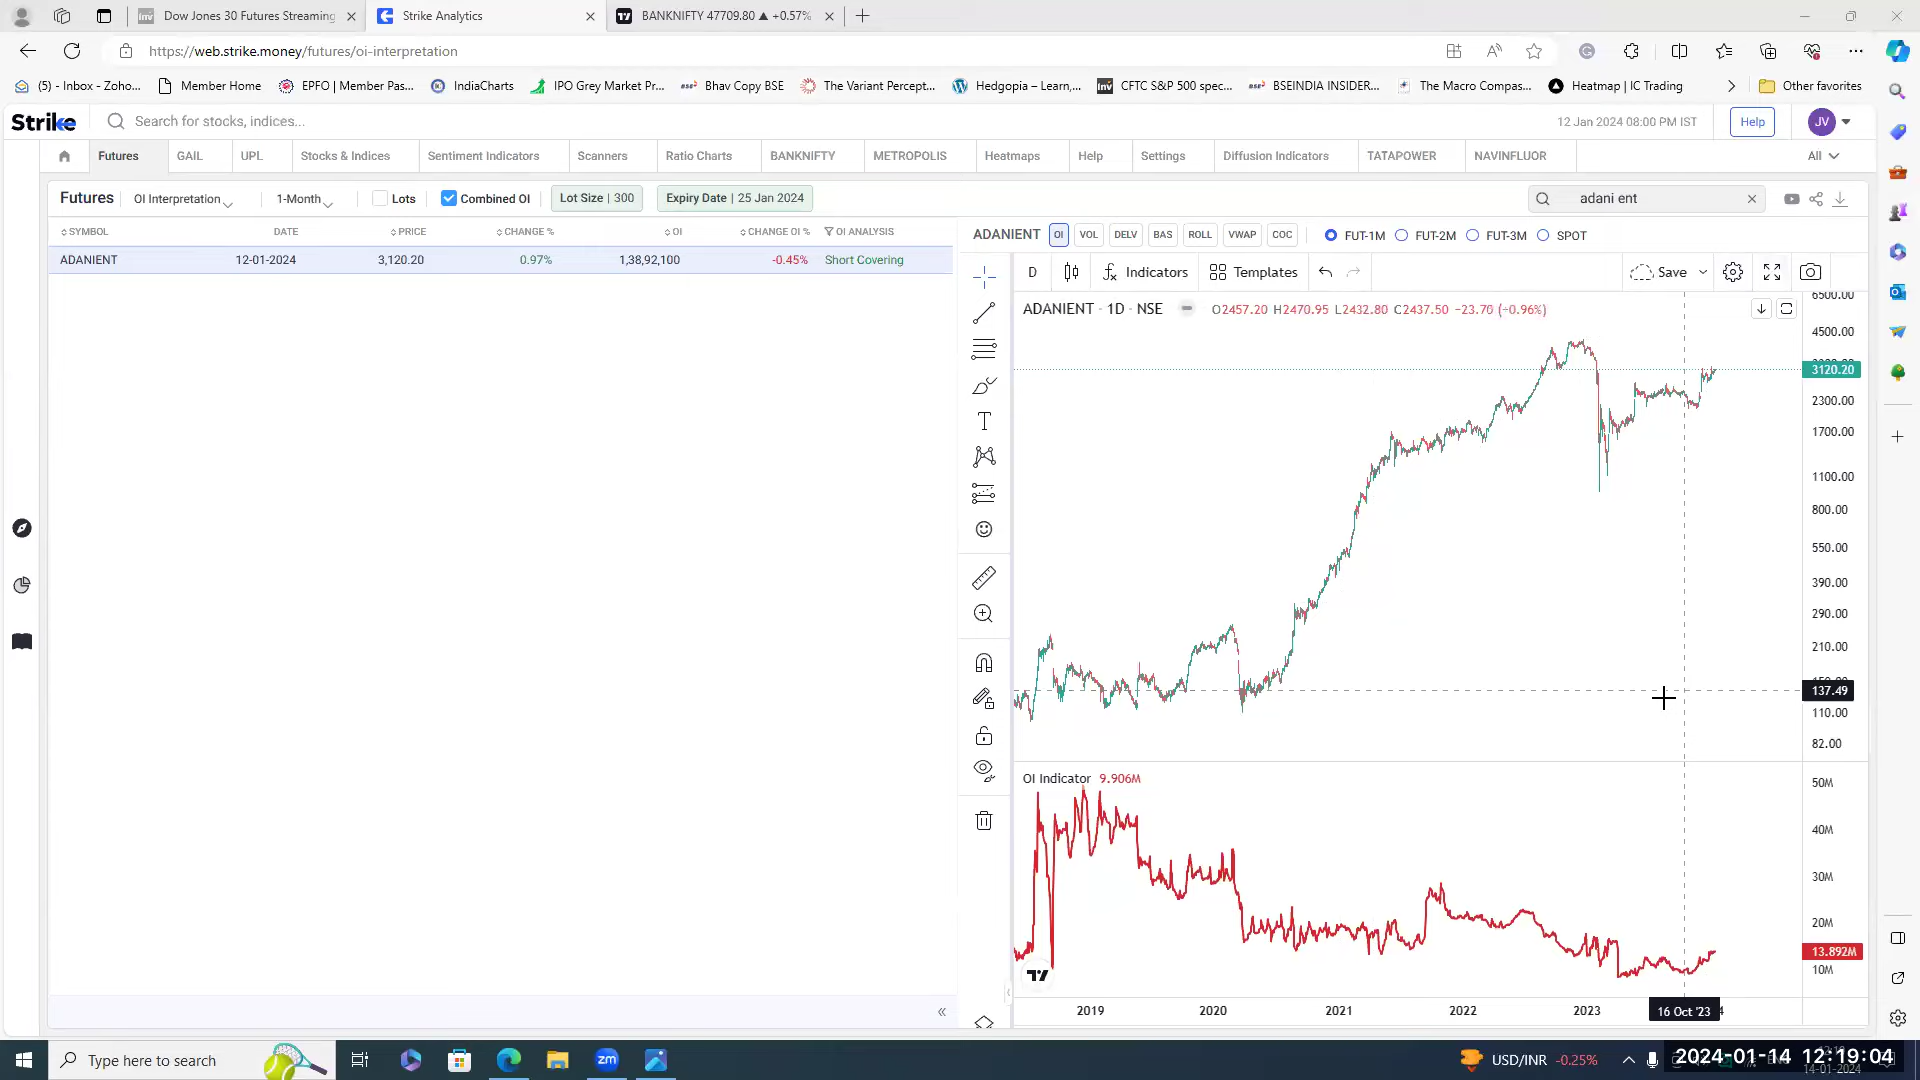 Dow Jones 30 Futures Streaming
Strike Analytics
BANKNIFTY 47709.80 ▲ +0.57%
https://web.strike.money/futures/oi-interpretation
(5) - Inbox - Zoho...
Member Home
EPFO | Member Pas...
IndiaCharts
IPO Grey Market Pr...
Bhav Copy BSE
The Variant Percept...
Hedgopia – Learn,...
CFTC S&P 500 spec...
BSEINDIA INSIDER...
The Macro Compas...
Heatmap | IC Trading
Other favorites
Strike
Search for stocks, indices...
12 Jan 2024 08:00 PM IST
Help
JV
Futures
GAIL
UPL
Stocks & Indices
Sentiment Indicators
Scanners
Ratio Charts
BANKNIFTY
METROPOLIS
Heatmaps
Help
Settings
Diffusion Indicators
TATAPOWER
NAVINFLUOR
All
Futures
OI Interpretation
1-Month
Lots
Combined OI
Lot Size | 300
Expiry Date | 25 Jan 2024
adani ent
SYMBOL DATE PRICE CHANGE % OI CHANGE OI % OI ANALYSIS
ADANIENT 12-01-2024 3,120.20 0.97% 1,38,92,100 -0.45% Short Covering
ADANIENT OI VOL DELV BAS ROLL VWAP COC FUT-1M FUT-2M FUT-3M SPOT
D Indicators Templates Save
ADANIENT · 1D · NSE O2457.20 H2470.95 L2432.80 C2437.50 −23.70 (−0.96%)
6500.00
4500.00
3120.20
2300.00
1700.00
1100.00
800.00
550.00
390.00
290.00
210.00
137.49
110.00
82.00
OI Indicator 9.906M
50M
40M
30M
20M
13.892M
10M
2019 2020 2021 2022 2023 16 Oct '23
Type here to search
zm
USD/INR -0.25%
2024-01-14 12:19:04
14-01-2024